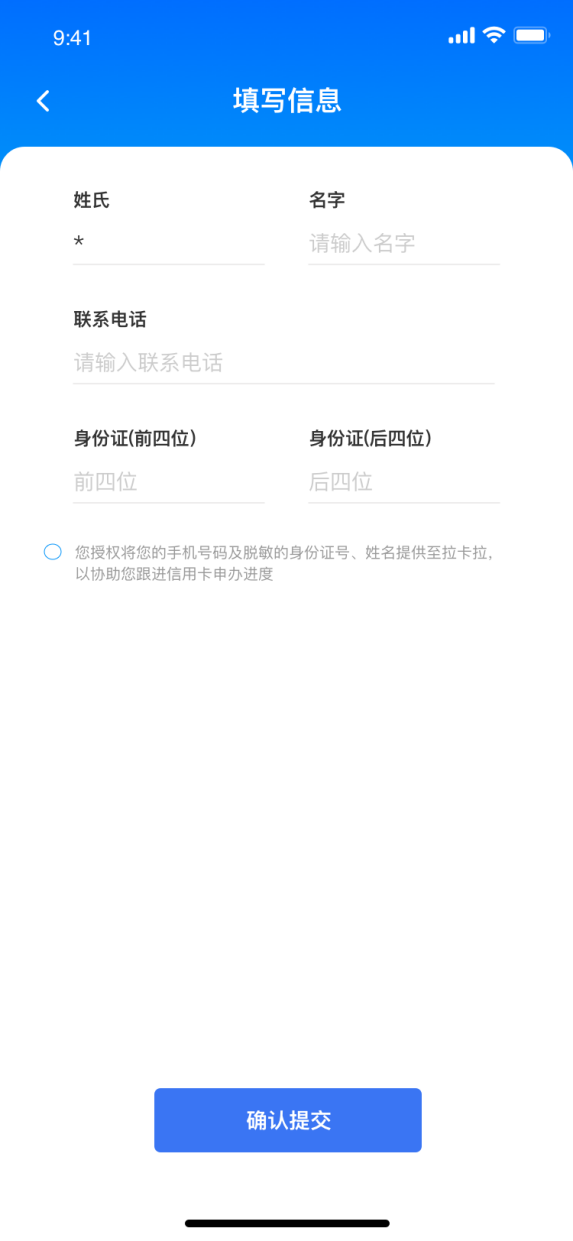 9:41
填写信息
姓氏 名字
* 请输入名字
联系电话
请输入联系电话
身份证(前四位) 身份证(后四位)
前四位 后四位
您授权将您的手机号码及脱敏的身份证号、姓名提供至拉卡拉,
以协助您跟进信用卡申办进度
确认提交